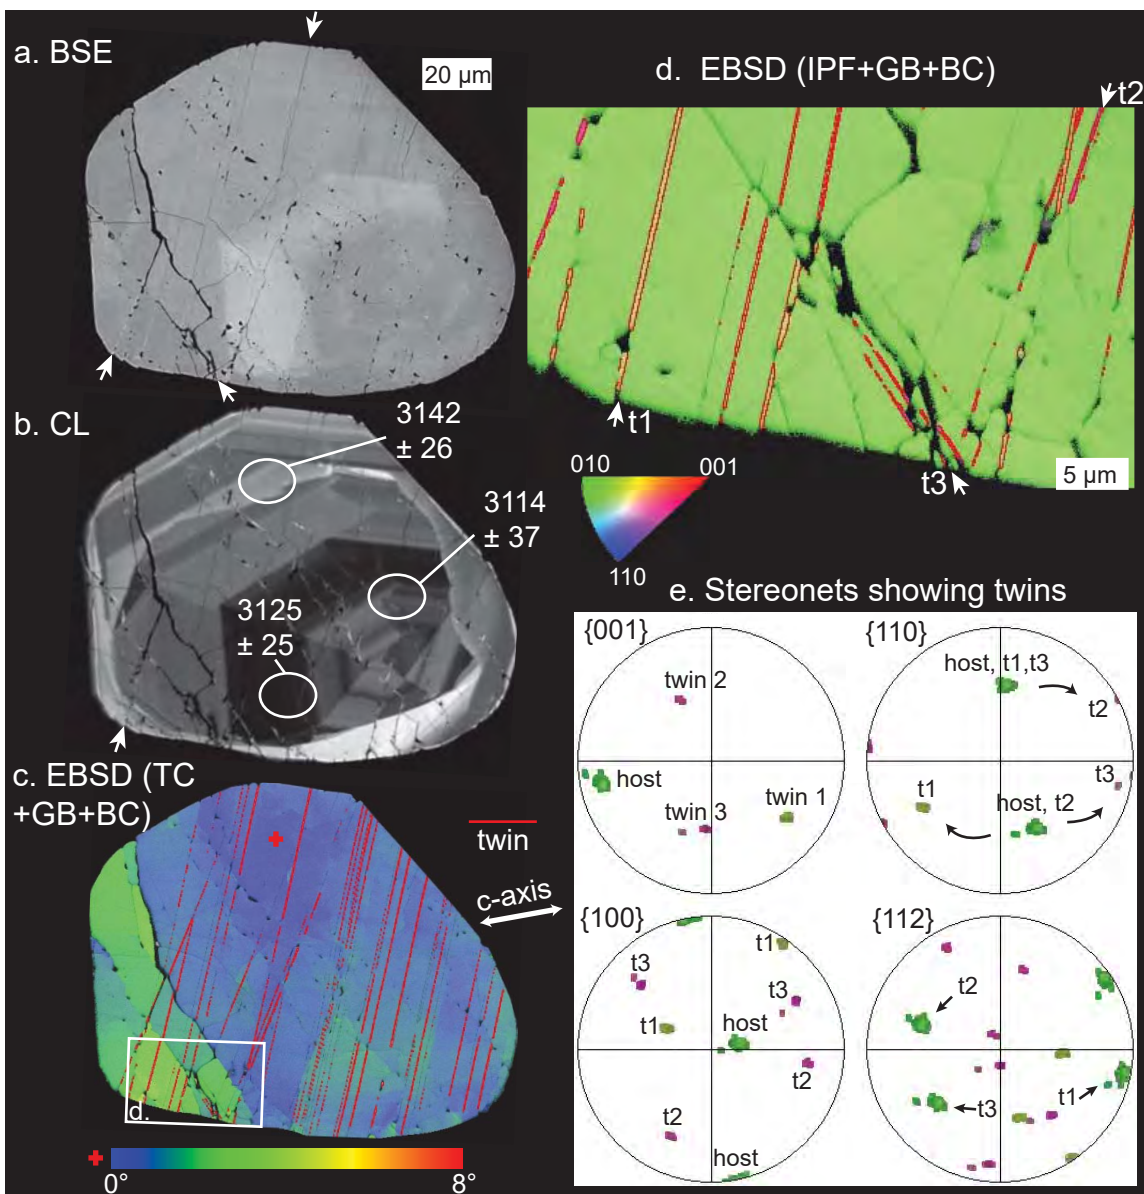 a. BSE
20 µm
b. CL
3142
± 26
3114
± 37
3125
± 25
c. EBSD (TC
+GB+BC)
twin
c-axis
d.
0°
8°
d. EBSD (IPF+GB+BC)
t2
t1
t3
5 µm
010
001
110
e. Stereonets showing twins
{001}
twin 2
host
twin 3
twin 1
{110}
host, t1,t3
t2
t1
t3
host, t2
{100}
t1
t3
t3
t1
host
t2
t2
host
{112}
t2
t1
t3